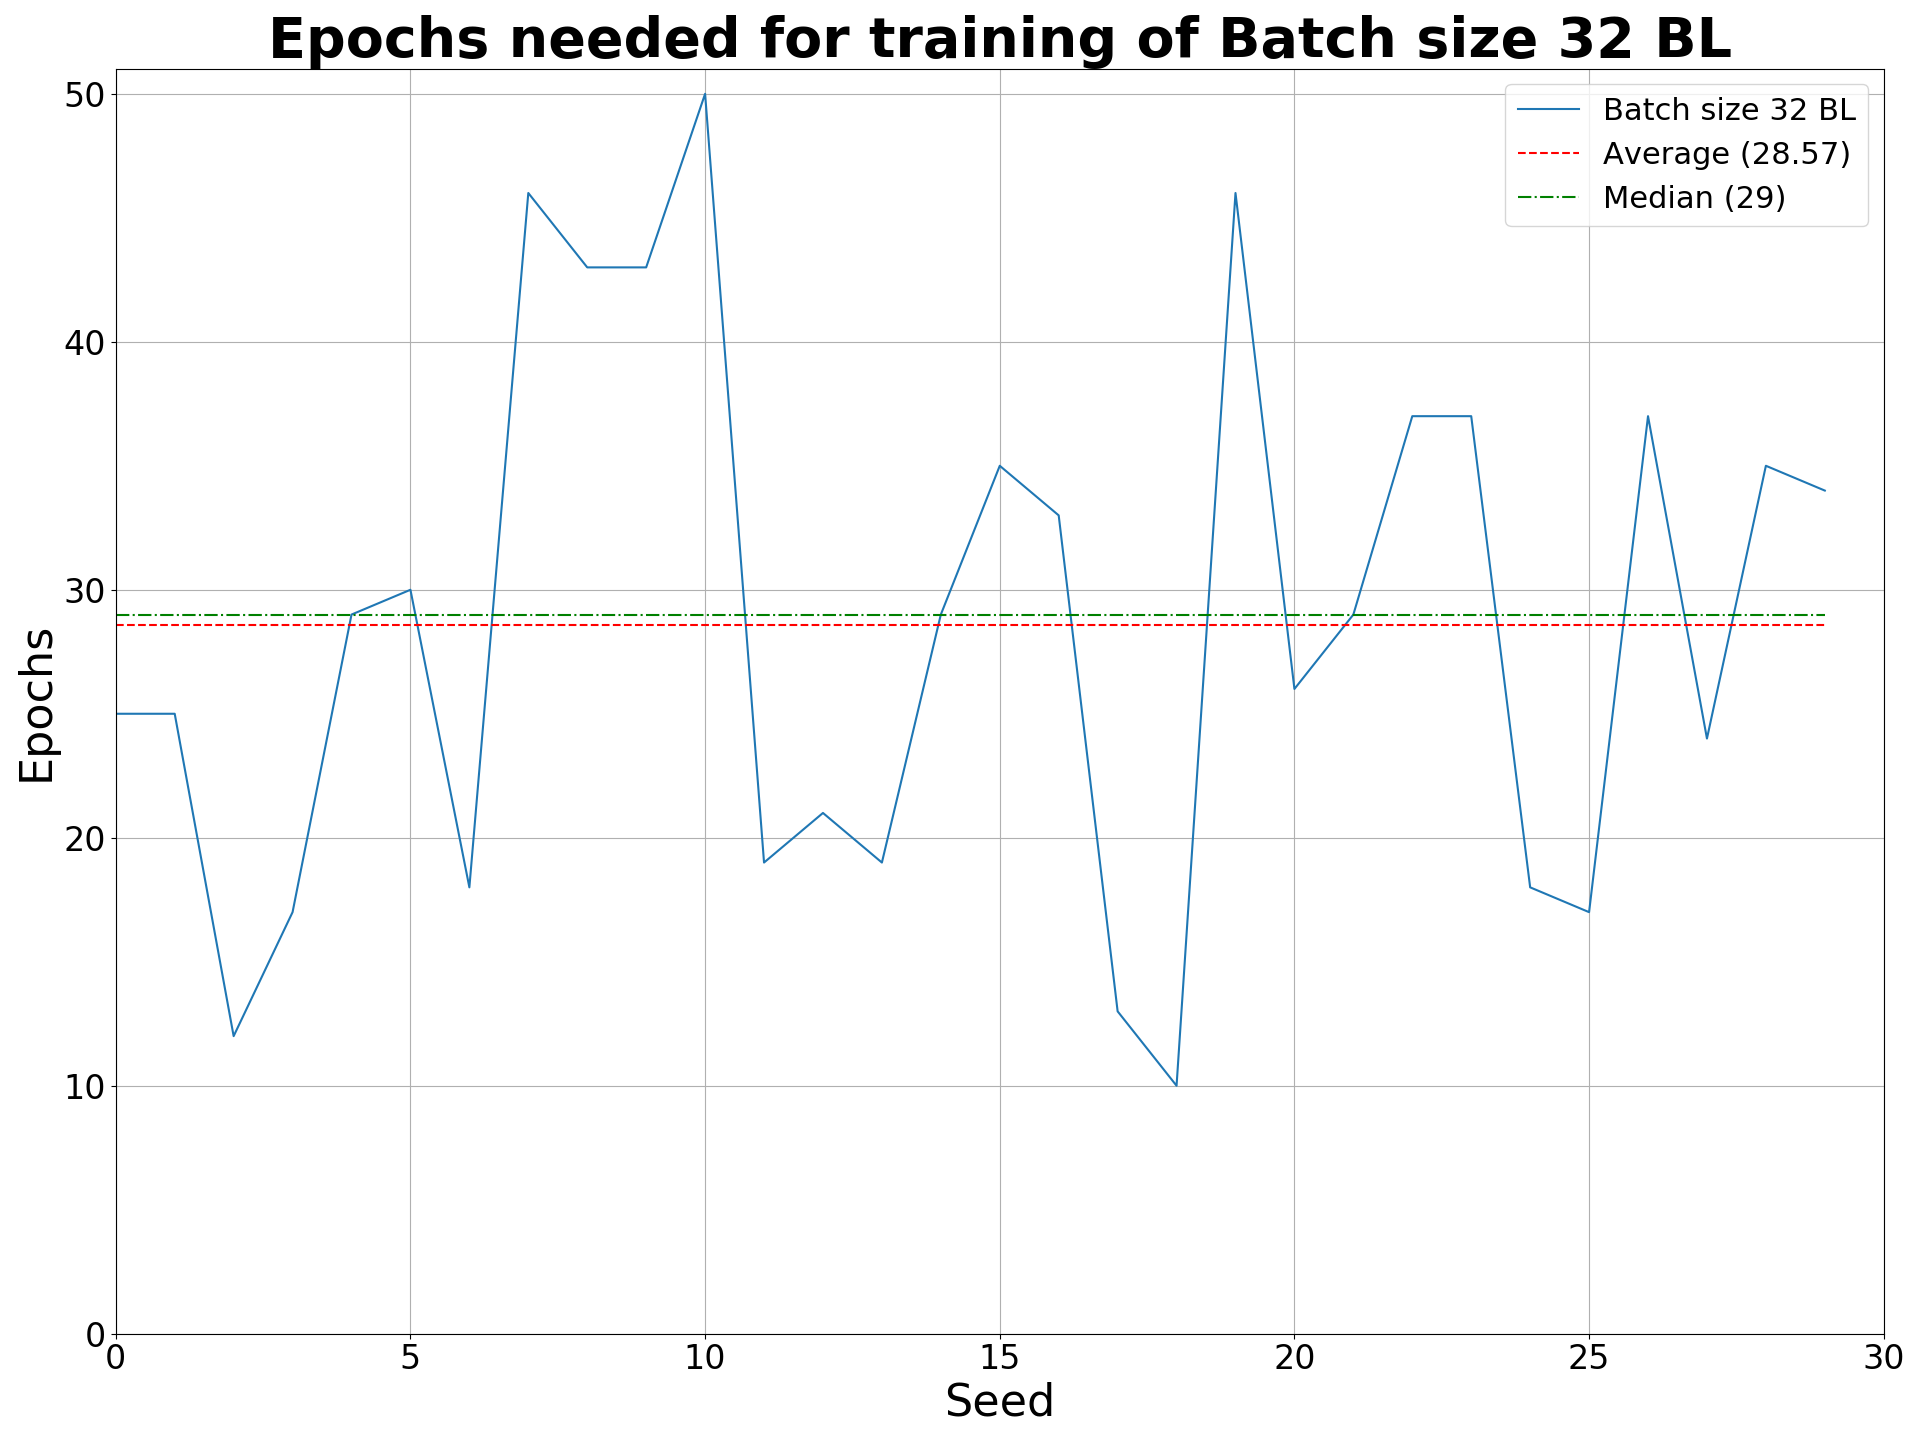 Epochs needed for training of Batch size 32 BL
Batch size 32 BL
Average (28.57)
Median (29)
50
40
30
20
10
0
Epochs
0 5 10 15 20 25 30
Seed